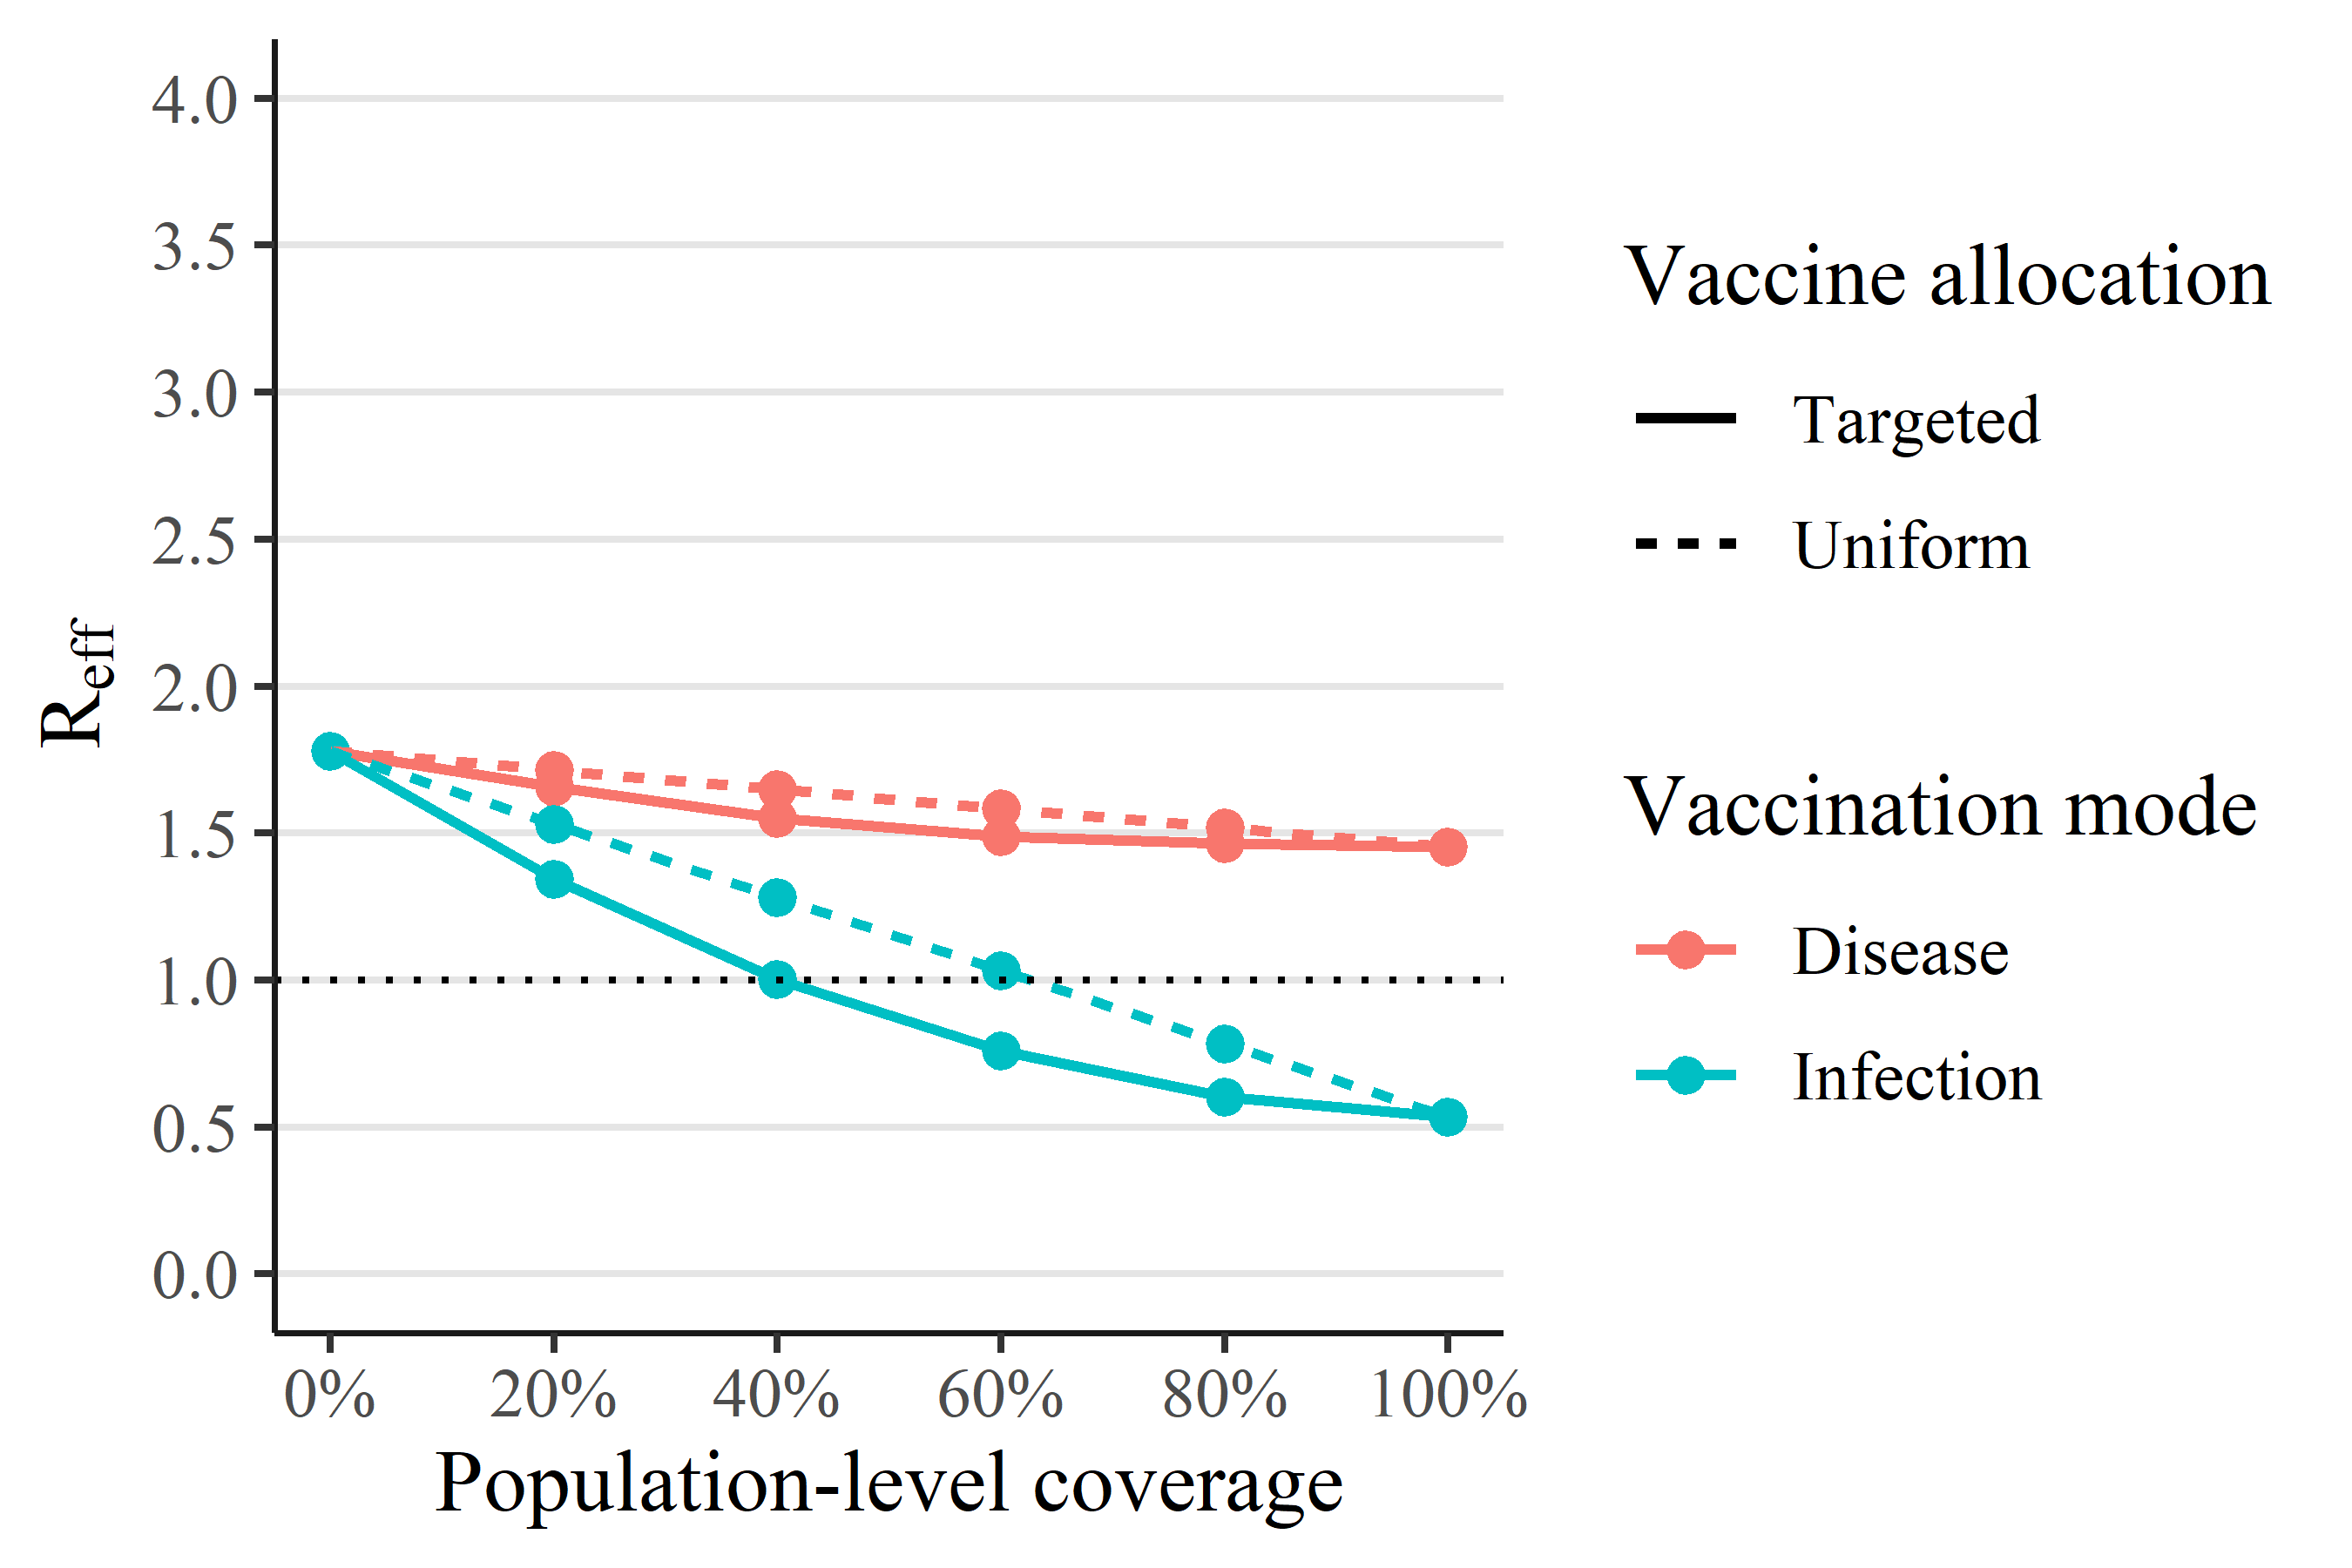 4.0
3.5
3.0
2.5
2.0
1.5
1.0
0.5
0.0
Reff
0% 20% 40% 60% 80% 100%
Population-level coverage
Vaccine allocation
Targeted
Uniform
Vaccination mode
Disease
Infection